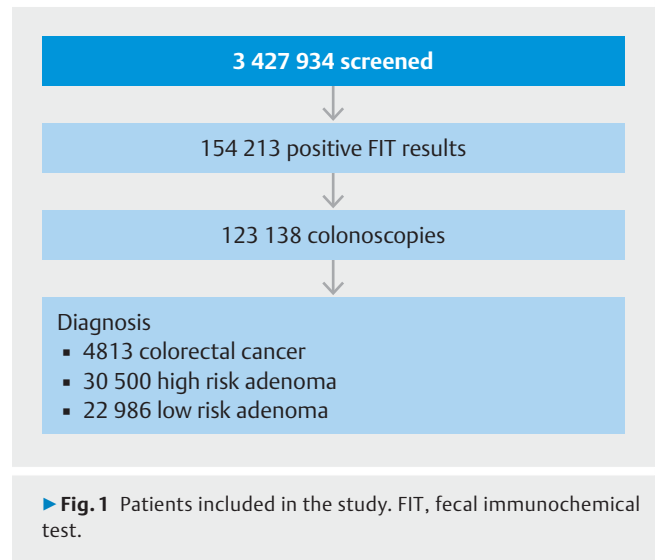 3 427 934 screened
154 213 positive FIT results
123 138 colonoscopies
Diagnosis
▪ 4813 colorectal cancer
▪ 30 500 high risk adenoma
▪ 22 986 low risk adenoma
▶ Fig. 1 Patients included in the study. FIT, fecal immunochemical
test.